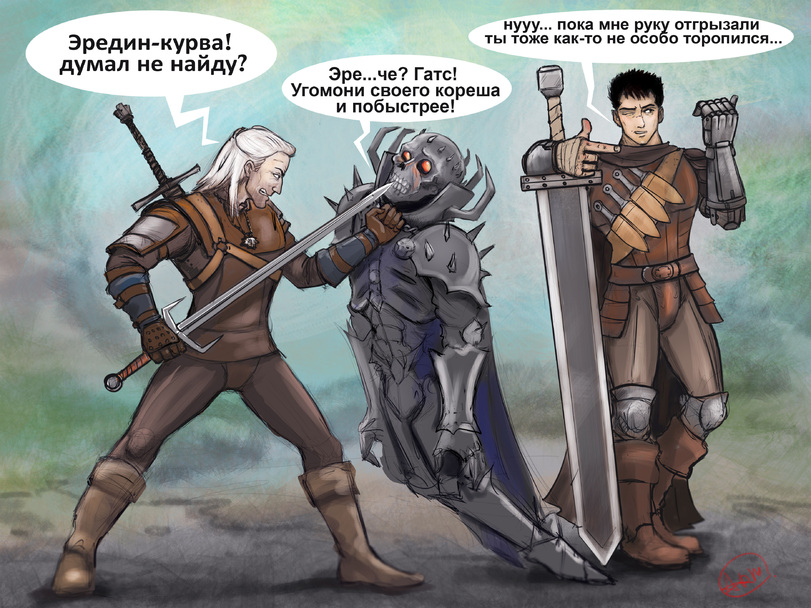 Эредин-курва!
думал не найду?
Эре...че? Гатс!
Угомони своего кореша
и побыстрее!
нууу... пока мне руку отгрызали
ты тоже как-то не особо торопился...